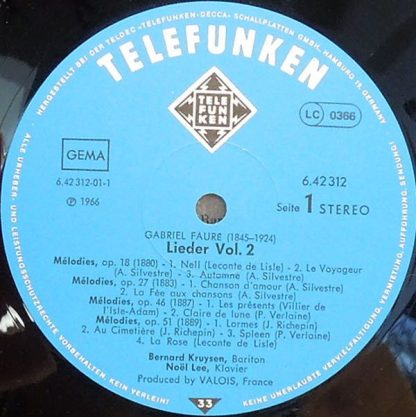 HERGESTELLT BEI DER TELDEC »TELEFUNKEN-DECCA« SCHALLPLATTEN GMBH, HAMBURG 19, GERMANY
TELEFUNKEN
TELE
FUN
KEN
LC 0366
GEMA
6.42312-01-1
℗ 1966
6.42312
Seite 1 STEREO
GABRIEL FAURÉ (1845–1924)
Lieder Vol. 2
Mélodies, op. 18 (1880) - 1. Nell (Leconte de Lisle) - 2. Le Voyageur
(A. Silvestre) - 3. Automne (A. Silvestre)
Mélodies, op. 27 (1883) - 1. Chanson d'amour (A. Silvestre)
2. La Fée aux chansons (A. Silvestre)
Mélodies, op. 46 (1887) - 1. Les présents (Villier de
l'Isle-Adam) - 2. Claire de lune (P. Verlaine)
Mélodies, op. 51 (1889) - 1. Lormes (J. Richepin)
2. Au Cimetière (J. Richepin) - 3. Spleen (P. Verlaine)
4. La Rose (Leconte de Lisle)
Bernard Kruysen, Bariton
Noël Lee, Klavier
Produced by VALOIS, France
33
ALLE URHEBER- UND LEISTUNGSSCHUTZRECHTE VORBEHALTEN KEIN VERLEIH! KEINE UNERLAUBTE VERVIELFÄLTIGUNG, VERMIETUNG, AUFFÜHRUNG, SENDUNG!